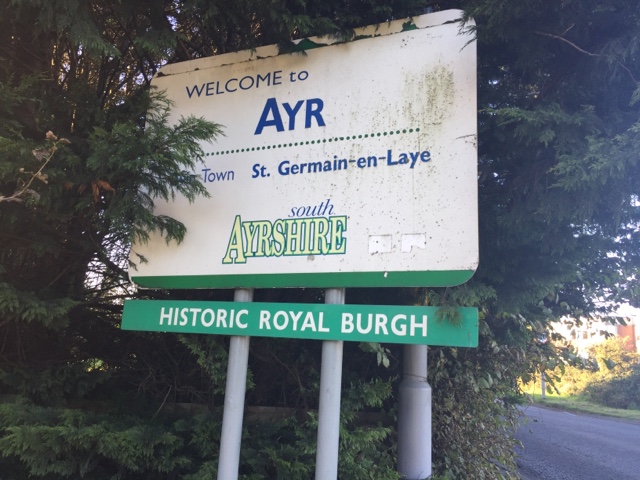 WELCOME to
AYR
Town St. Germain-en-Laye
south
AYRSHIRE
HISTORIC ROYAL BURGH